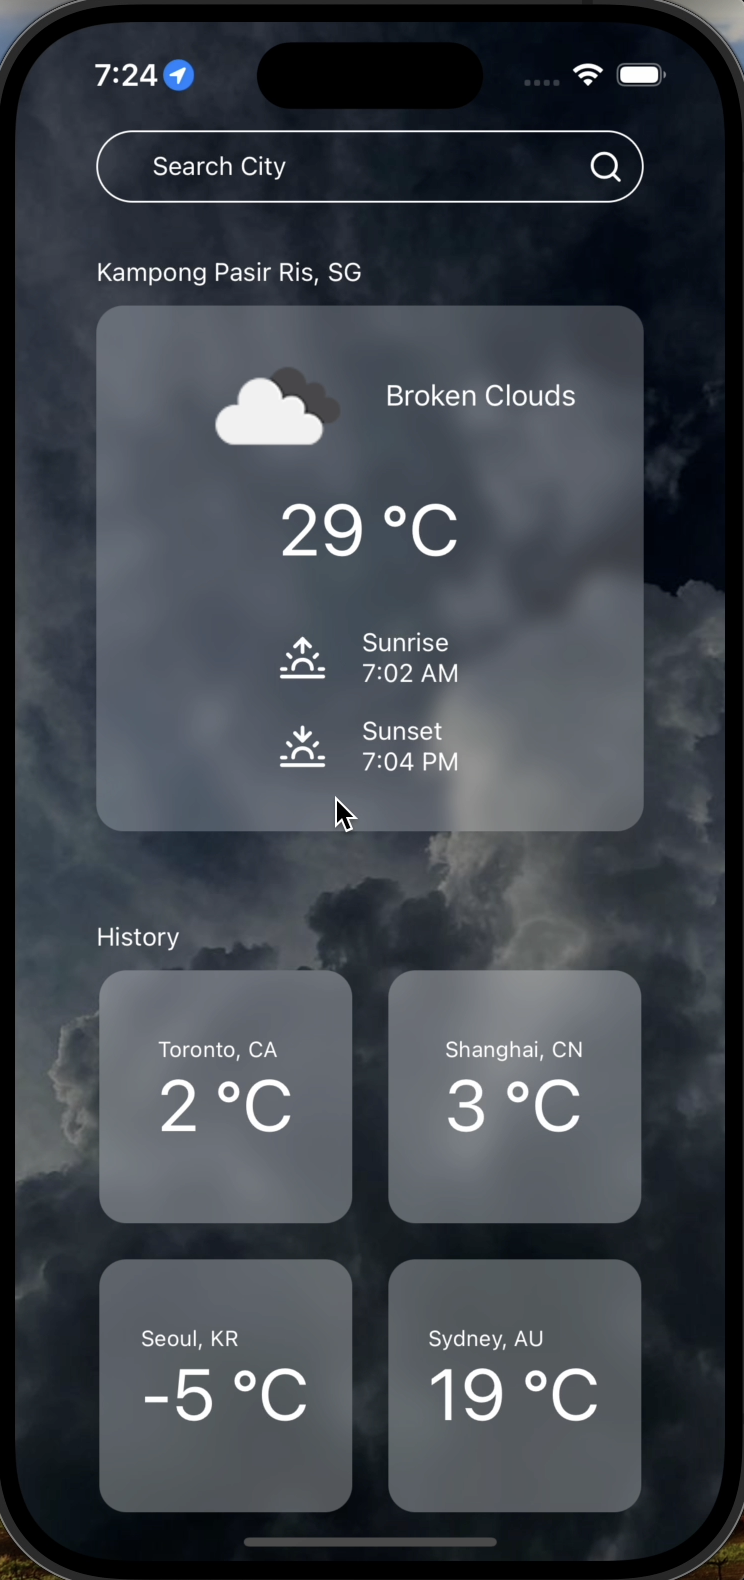 7:24
Search City
Kampong Pasir Ris, SG
Broken Clouds
29 °C
Sunrise
7:02 AM
Sunset
7:04 PM
History
Toronto, CA
2 °C
Shanghai, CN
3 °C
Seoul, KR
-5 °C
Sydney, AU
19 °C